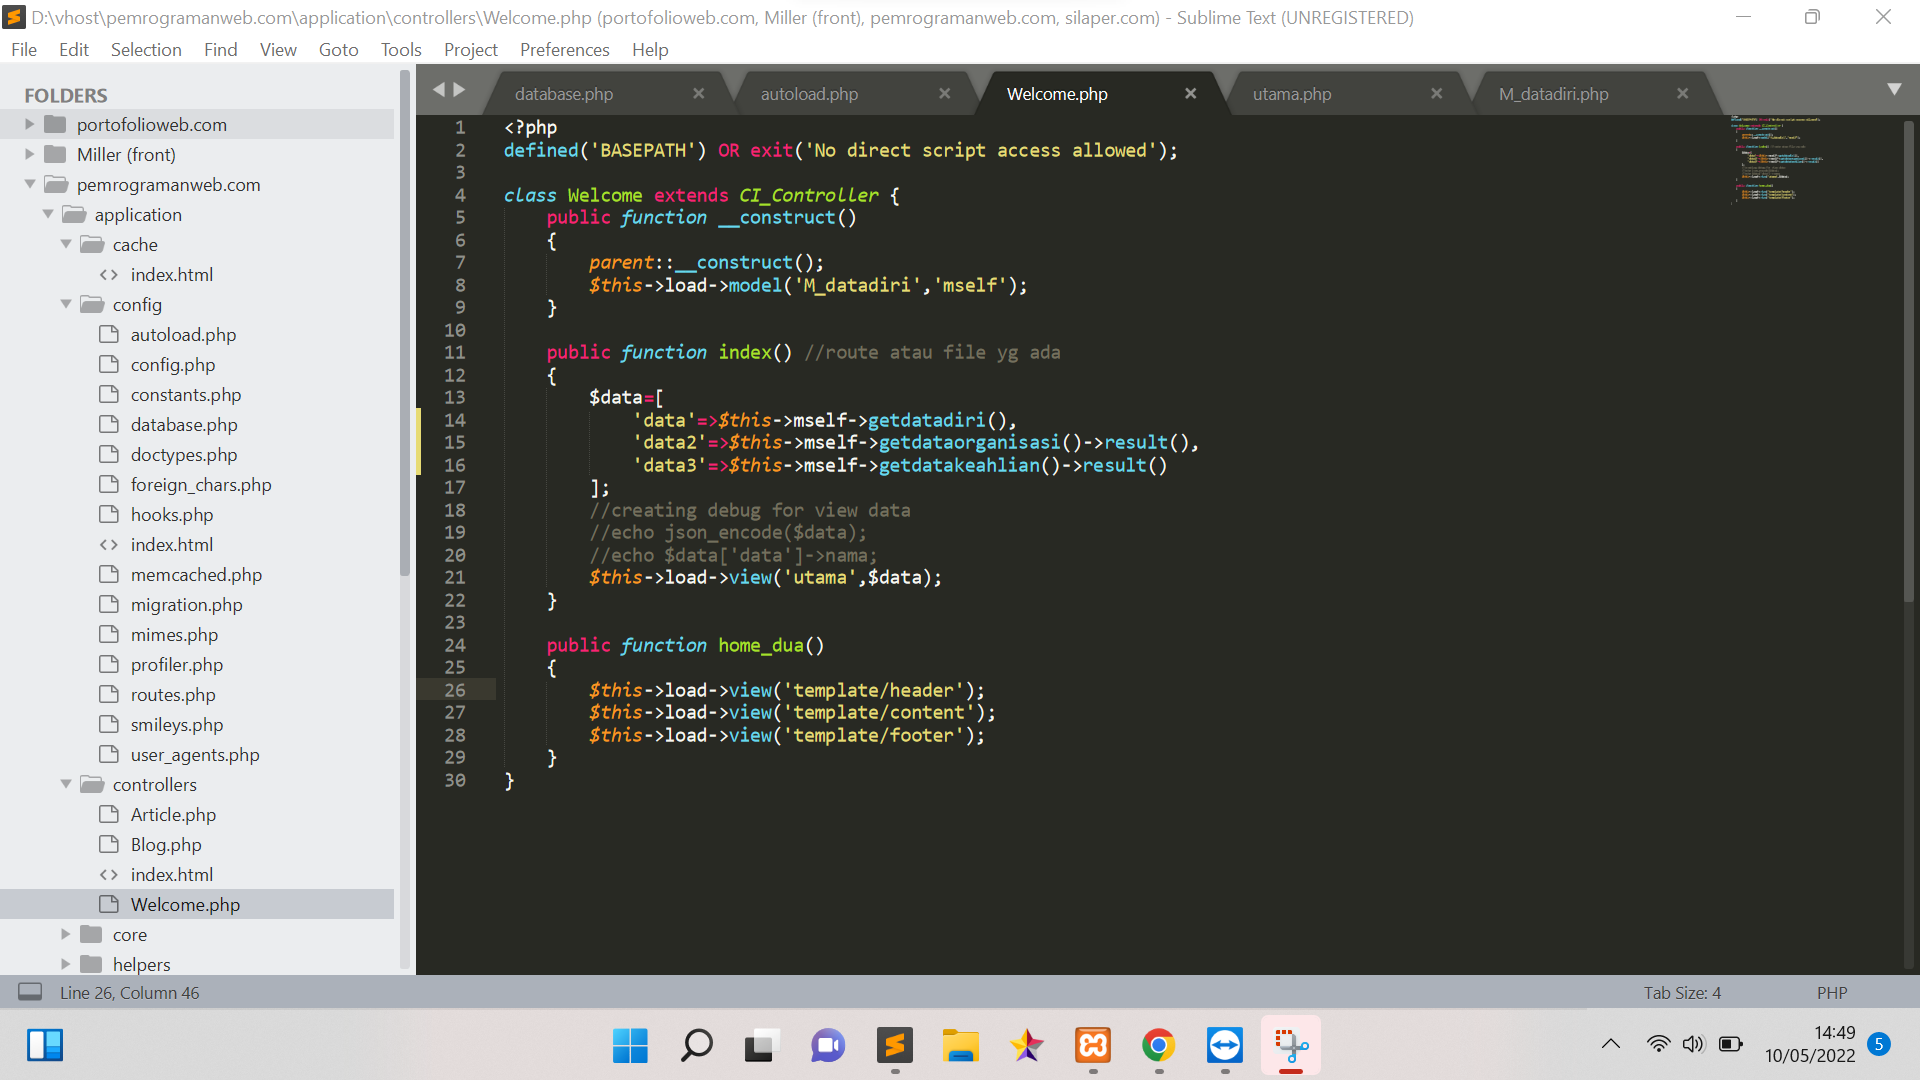 D:\vhost\pemrogramanweb.com\application\controllers\Welcome.php (portofolioweb.com, Miller (front), pemrogramanweb.com, silaper.com) - Sublime Text (UNREGISTERED)
File Edit Selection Find View Goto Tools Project Preferences Help
FOLDERS
portofolioweb.com
Miller (front)
pemrogramanweb.com
application
cache
index.html
config
autoload.php
config.php
constants.php
database.php
doctypes.php
foreign_chars.php
hooks.php
index.html
memcached.php
migration.php
mimes.php
profiler.php
routes.php
smileys.php
user_agents.php
controllers
Article.php
Blog.php
index.html
Welcome.php
core
helpers
database.php autoload.php Welcome.php utama.php M_datadiri.php
1 <?php
2 defined('BASEPATH') OR exit('No direct script access allowed');
3
4 class Welcome extends CI_Controller {
5 public function __construct()
6 {
7 parent::__construct();
8 $this->load->model('M_datadiri','mself');
9 }
10
11 public function index() //route atau file yg ada
12 {
13 $data=[
14 'data'=>$this->mself->getdatadiri(),
15 'data2'=>$this->mself->getdataorganisasi()->result(),
16 'data3'=>$this->mself->getdatakeahlian()->result()
17 ];
18 //creating debug for view data
19 //echo json_encode($data);
20 //echo $data['data']->nama;
21 $this->load->view('utama',$data);
22 }
23
24 public function home_dua()
25 {
26 $this->load->view('template/header');
27 $this->load->view('template/content');
28 $this->load->view('template/footer');
29 }
30 }
Line 26, Column 46
Tab Size: 4
PHP
14:49
10/05/2022
5